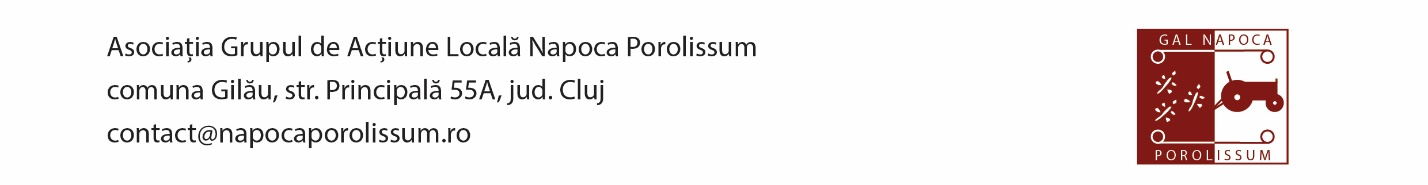 Asociația Grupul de Acțiune Locală Napoca Porolissum
comuna Gilău, str. Principală 55A, jud. Cluj
contact@napocaporolissum.ro
GAL NAPOCA
POROLISSUM